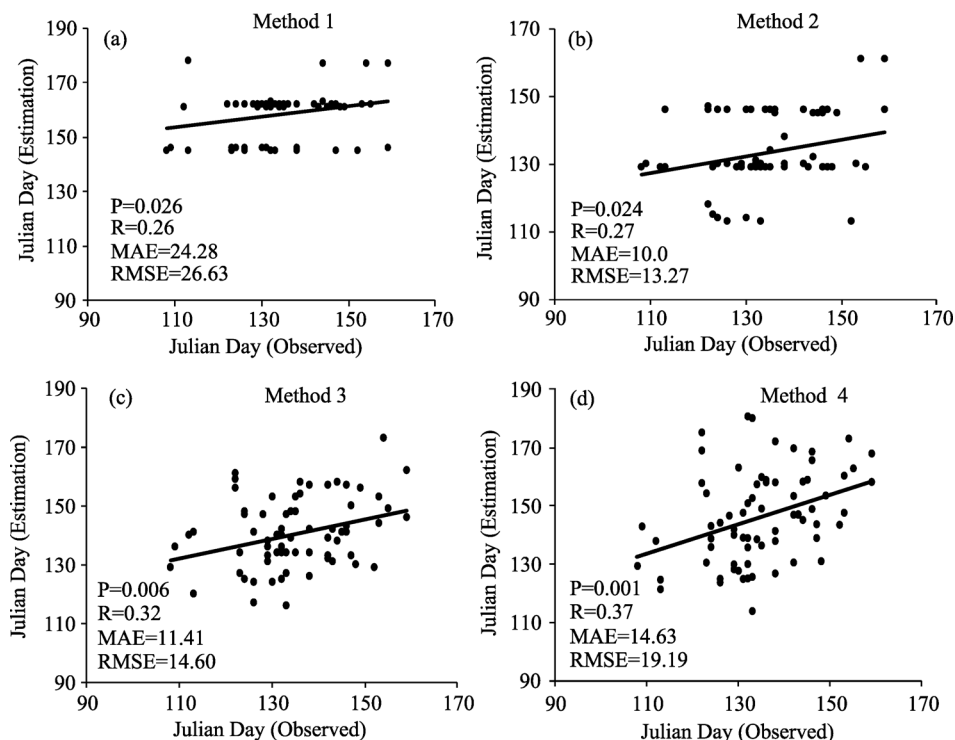 (a)
Method 1
190
170
150
130
110
90
Julian Day (Estimation)
P=0.026
R=0.26
MAE=24.28
RMSE=26.63
90
110
130
150
170
Julian Day (Observed)
(b)
Method 2
170
150
130
110
90
Julian Day (Estimation)
P=0.024
R=0.27
MAE=10.0
RMSE=13.27
90
110
130
150
170
Julian Day (Observed)
(c)
Method 3
190
170
150
130
110
90
Julian Day (Estimation)
P=0.006
R=0.32
MAE=11.41
RMSE=14.60
90
110
130
150
170
Julian Day (Observed)
(d)
Method 4
190
170
150
130
110
90
Julian Day (Estimation)
P=0.001
R=0.37
MAE=14.63
RMSE=19.19
90
110
130
150
170
Julian Day (Observed)